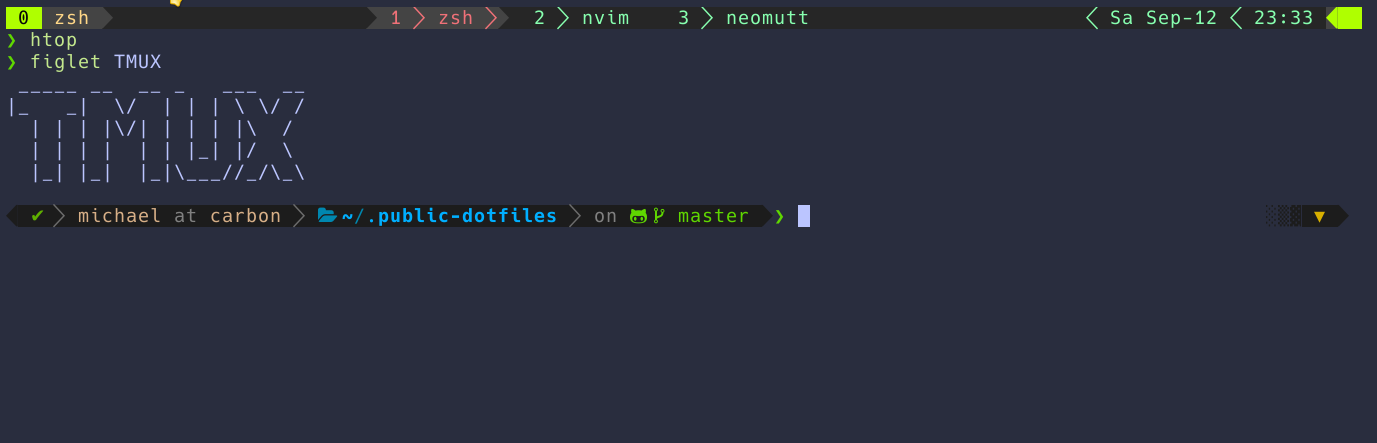 0 zsh 1 zsh 2 nvim 3 neomutt Sa Sep-12 23:33
❯ htop
❯ figlet TMUX
 _____ __  __ _   ___  __
|_   _|  \/  | | | \ \/ /
  | | | |\/| | | | |\  /
  | | | |  | | |_| |/  \
  |_| |_|  |_|\___//_/\_\
✔ michael at carbon ~/.public-dotfiles on master ❯ ▼